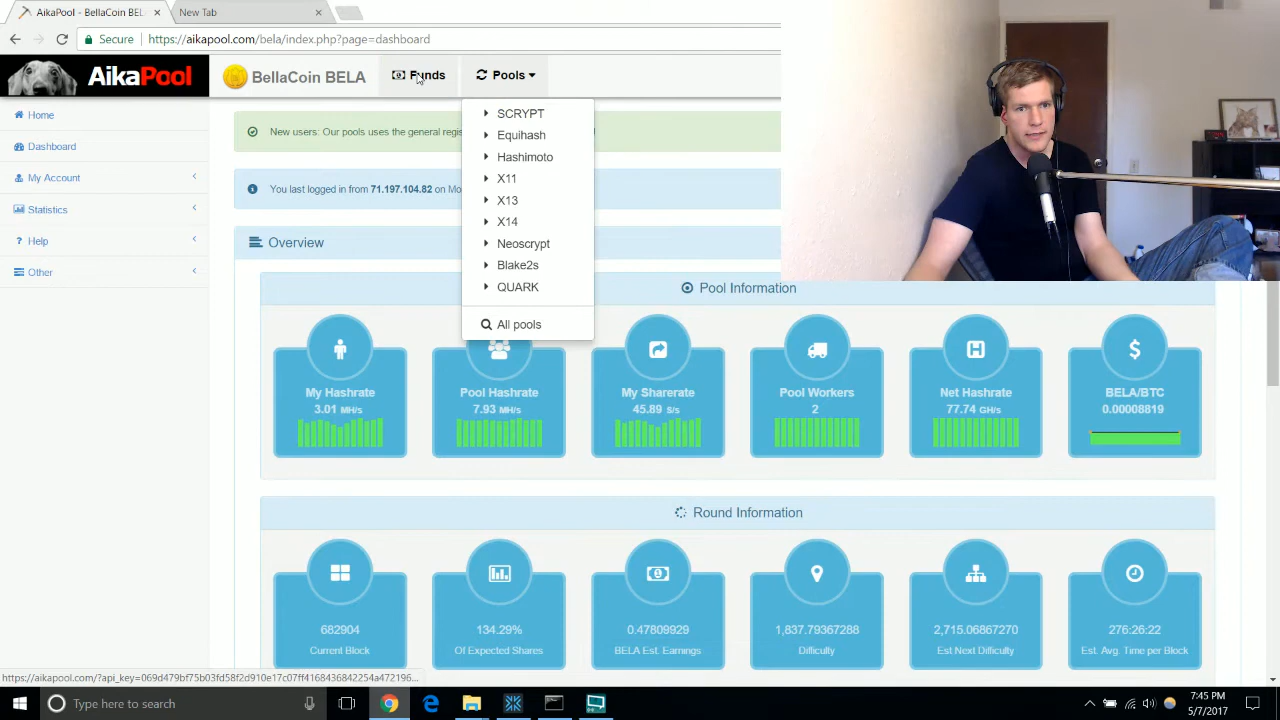 AikaPool - BellaCoin BEL
New Tab
Secure
https://aikapool.com/bela/index.php?page=dashboard
AikaPool
BellaCoin BELA
Funds
Pools
Home
Dashboard
My Account
Statistics
Help
Other
SCRYPT
Equihash
Hashimoto
X11
X13
X14
Neoscrypt
Blake2s
QUARK
All pools
New users: Our pools uses the general regis
You last logged in from 71.197.104.82 on Mo
Overview
Pool Information
My Hashrate
3.01 MH/s
Pool Hashrate
7.93 MH/s
My Sharerate
45.89 S/s
Pool Workers
2
Net Hashrate
77.74 GH/s
BELA/BTC
0.00008819
Round Information
682904
Current Block
134.29%
Of Expected Shares
0.47809929
BELA Est. Earnings
1,837.79367288
Difficulty
2,715.06867270
Est Next Difficulty
276:26:22
Est. Avg. Time per Block
https://aikapool.com/?api_key=069d479bf75b03fd58f2d910e17c07ff4168436842254a472196...
Type here to search
7:45 PM
5/7/2017